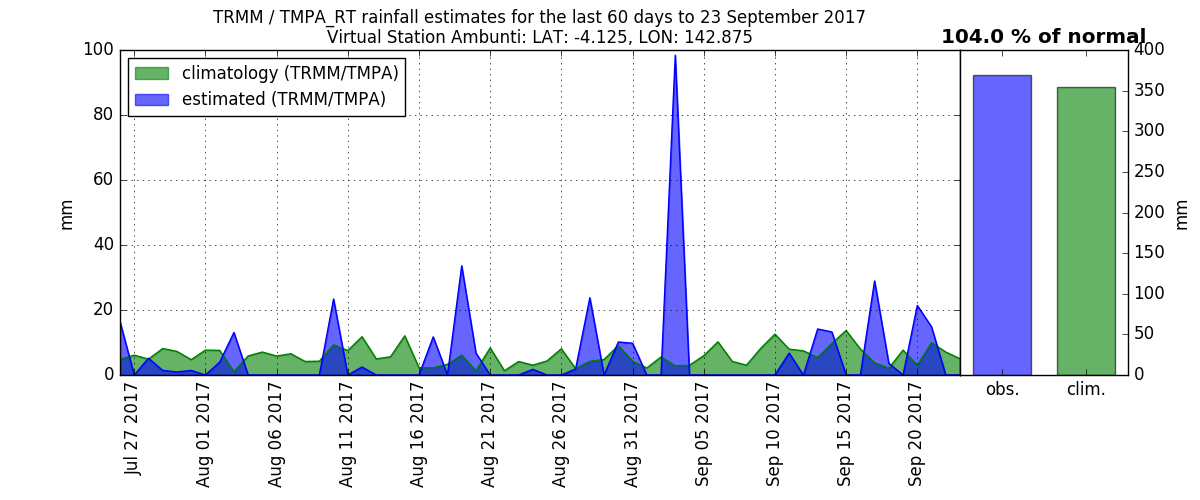 TRMM / TMPA_RT rainfall estimates for the last 60 days to 23 September 2017
Virtual Station Ambunti: LAT: -4.125, LON: 142.875
104.0 % of normal
climatology (TRMM/TMPA)
estimated (TRMM/TMPA)
100
80
60
40
20
0
mm
Jul 27 2017
Aug 01 2017
Aug 06 2017
Aug 11 2017
Aug 16 2017
Aug 21 2017
Aug 26 2017
Aug 31 2017
Sep 05 2017
Sep 10 2017
Sep 15 2017
Sep 20 2017
obs.
clim.
400
350
300
250
200
150
100
50
0
mm